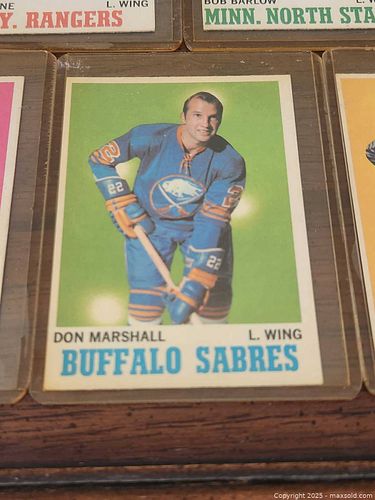 L. WING
Y. RANGERS
BOB BARLOW
MINN. NORTH STA
22
22
DON MARSHALL
L. WING
BUFFALO SABRES
Copyright 2025 - maxsold.com